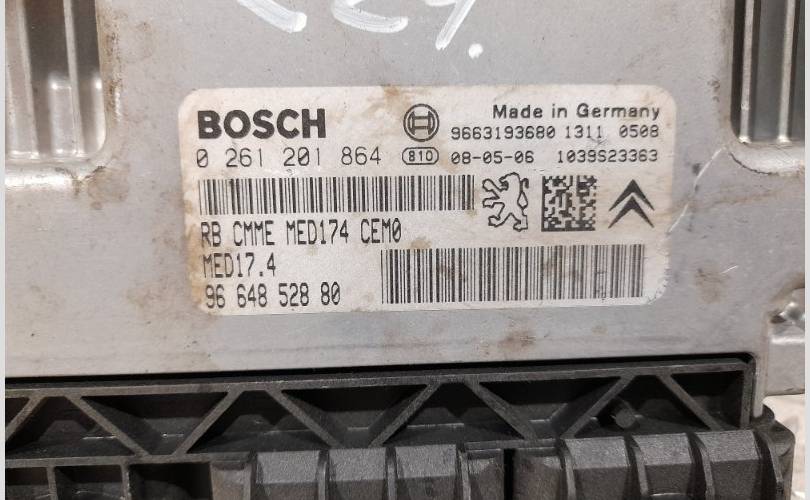 BOSCH
Made in Germany
9663193680 1311 0508
0 261 201 864 810 08-05-06 1039S23363
RB CMME MED174 CEM0
MED17.4
96 648 528 80